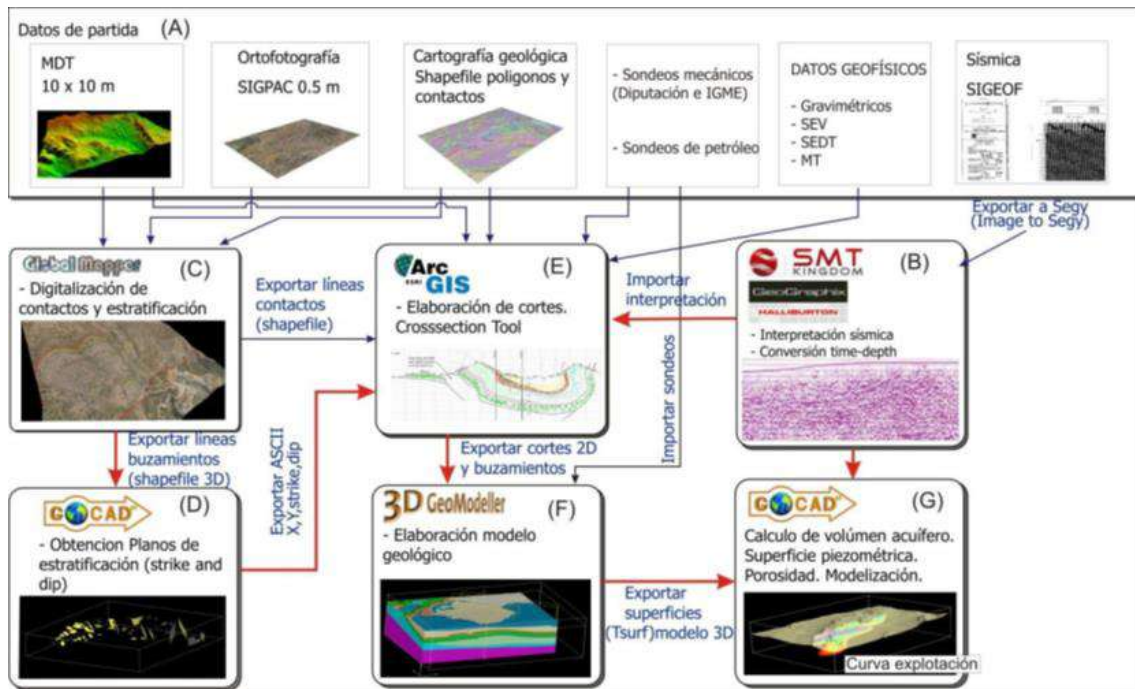 Datos de partida (A)
MDT
10 x 10 m
Ortofotografía
SIGPAC 0.5 m
Cartografía geológica
Shapefile poligonos y
contactos
- Sondeos mecánicos
(Diputación e IGME)
- Sondeos de petróleo
DATOS GEOFÍSICOS
- Gravimétricos
- SEV
- SEDT
- MT
Sísmica
SIGEOF
Exportar a Segy
(Image to Segy)
Global Mapper (C)
- Digitalización de
contactos y estratificación
Exportar líneas
contactos
(shapefile)
Arc (E)
ESRI GIS
- Elaboración de cortes.
Crosssection Tool
Importar
interpretación
SMT (B)
KINGDOM
GeoGraphix
HALLIBURTON
- Interpretación sísmica
- Conversión time-depth
Importar sondeos
Exportar líneas
buzamientos
(shapefile 3D)
Exportar ASCII
X,Y,strike,dip
Exportar cortes 2D
y buzamientos
GOCAD (D)
- Obtencion Planos de
estratificación (strike and
dip)
3D GeoModeller (F)
- Elaboración modelo
geológico
Exportar
superficies
(Tsurf)modelo 3D
GOCAD (G)
Calculo de volúmen acuífero.
Superficie piezométrica.
Porosidad. Modelización.
Curva explotación